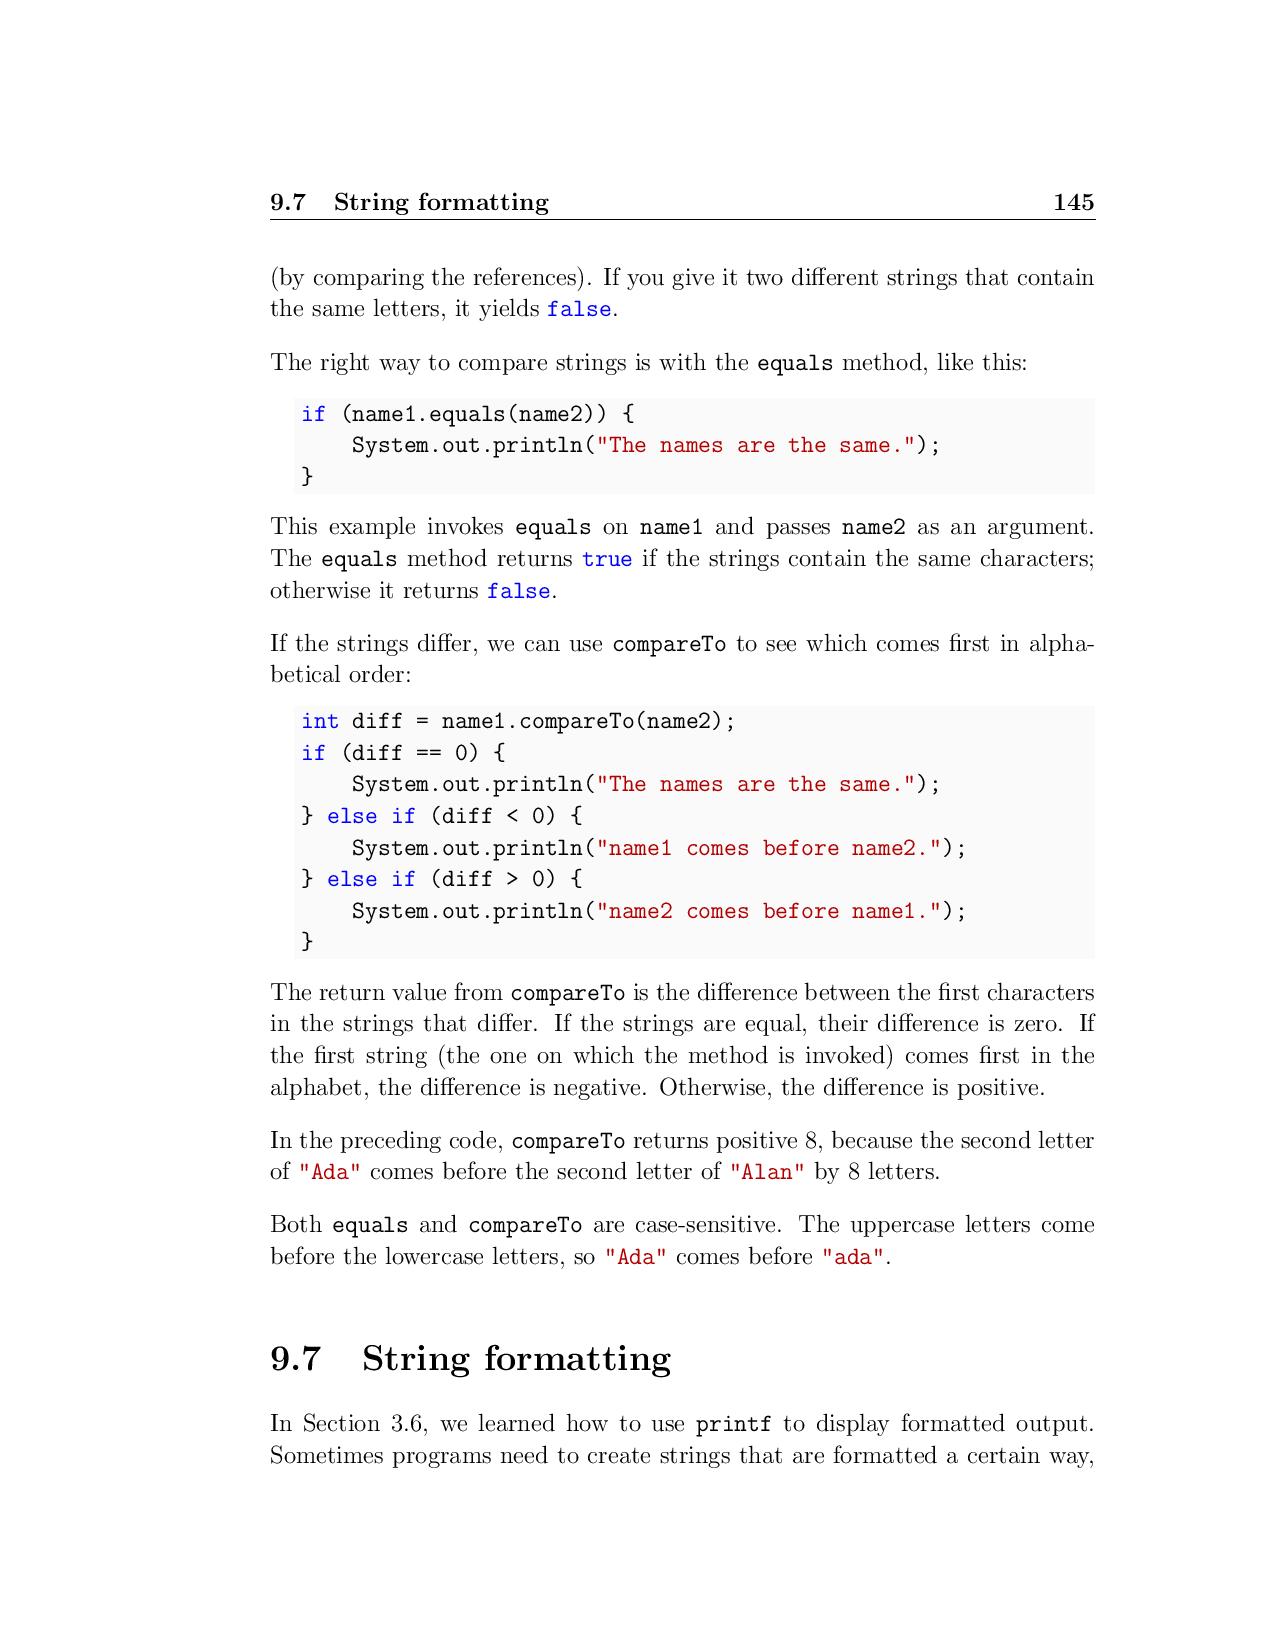 9.7 String formatting 145
(by comparing the references). If you give it two different strings that contain
the same letters, it yields false.
The right way to compare strings is with the equals method, like this:
if (name1.equals(name2)) {
    System.out.println("The names are the same.");
}
This example invokes equals on name1 and passes name2 as an argument.
The equals method returns true if the strings contain the same characters;
otherwise it returns false.
If the strings differ, we can use compareTo to see which comes first in alpha-
betical order:
int diff = name1.compareTo(name2);
if (diff == 0) {
    System.out.println("The names are the same.");
} else if (diff < 0) {
    System.out.println("name1 comes before name2.");
} else if (diff > 0) {
    System.out.println("name2 comes before name1.");
}
The return value from compareTo is the difference between the first characters
in the strings that differ. If the strings are equal, their difference is zero. If
the first string (the one on which the method is invoked) comes first in the
alphabet, the difference is negative. Otherwise, the difference is positive.
In the preceding code, compareTo returns positive 8, because the second letter
of "Ada" comes before the second letter of "Alan" by 8 letters.
Both equals and compareTo are case-sensitive. The uppercase letters come
before the lowercase letters, so "Ada" comes before "ada".
9.7 String formatting
In Section 3.6, we learned how to use printf to display formatted output.
Sometimes programs need to create strings that are formatted a certain way,